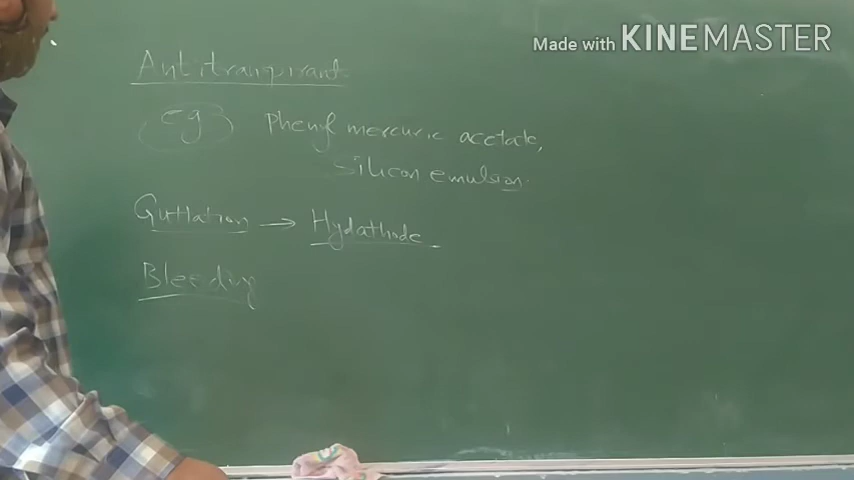 Made with KINEMASTER
Antitranspirant
eg Phenyl mercuric acetate,
Silicon emulsion.
Guttation → Hydathode
Bleeding